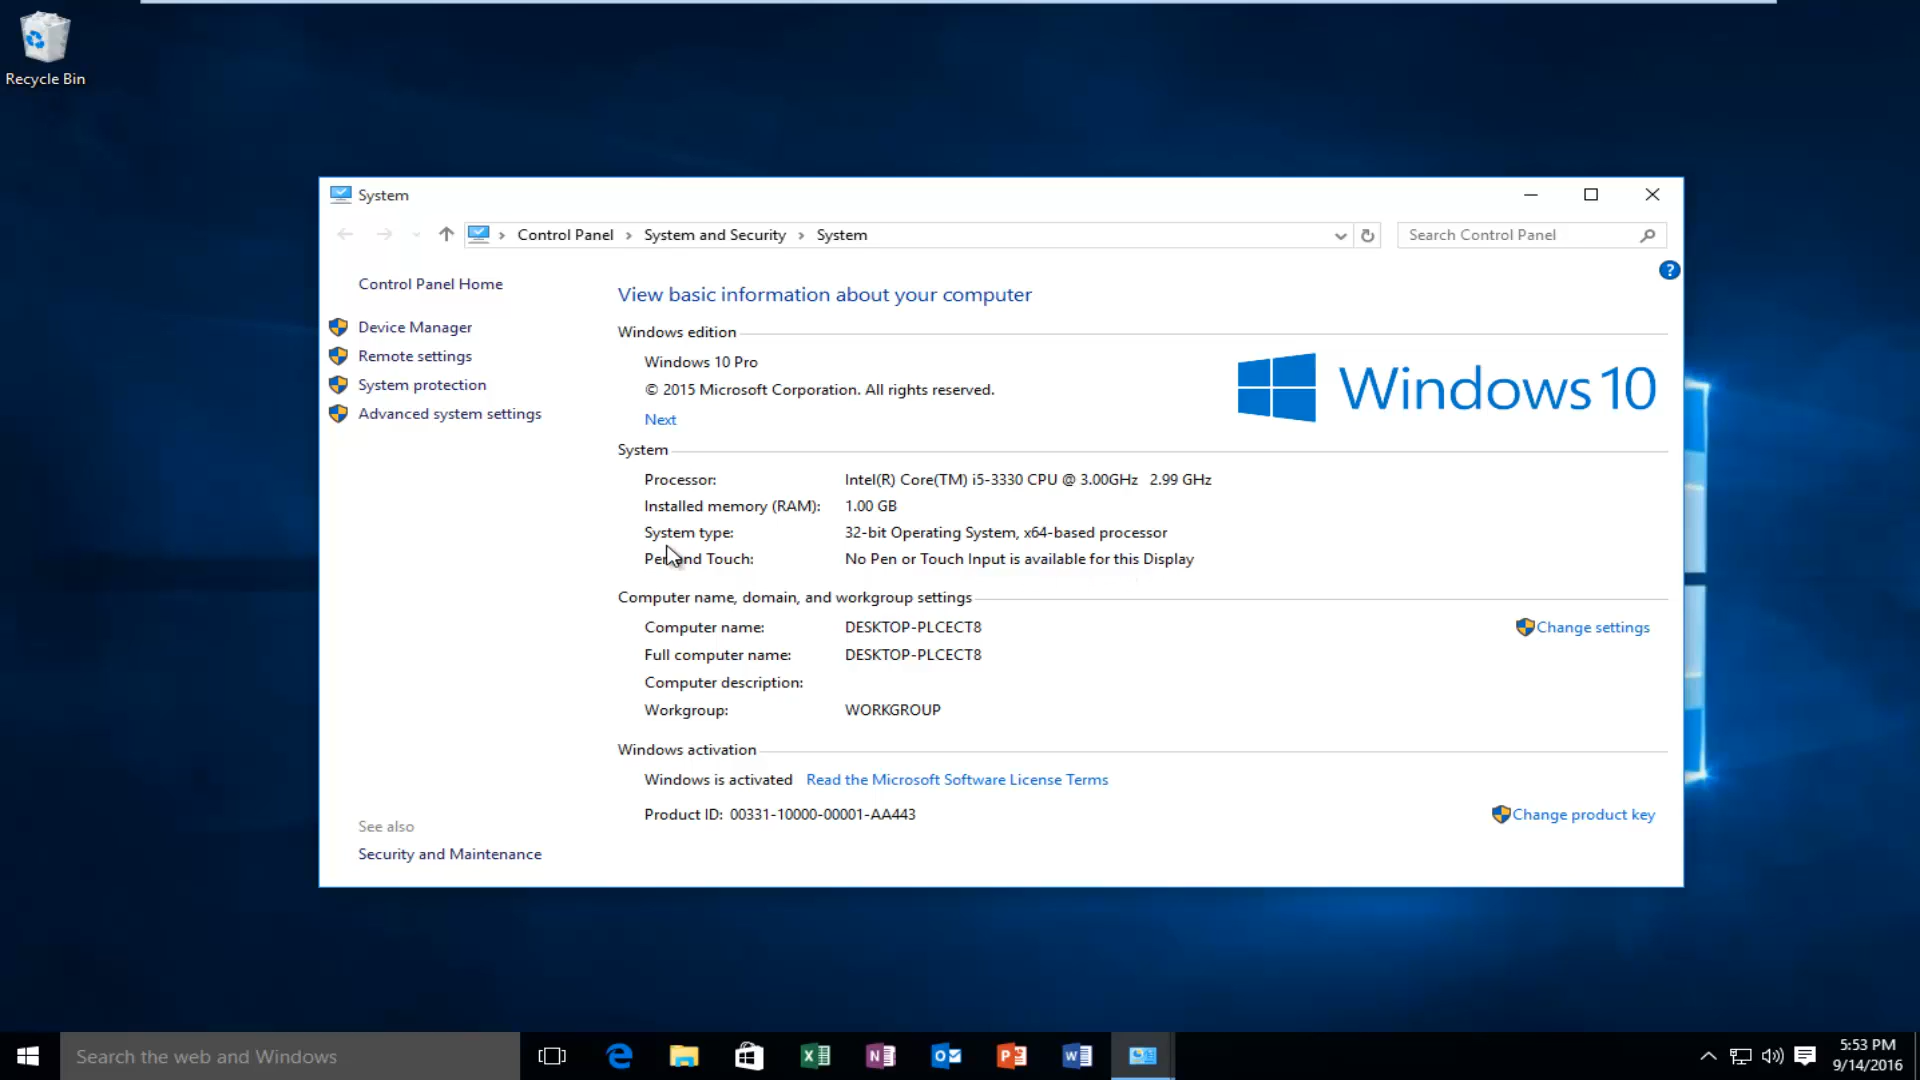 Recycle Bin
System
Control Panel > System and Security > System
Search Control Panel
?
Control Panel Home
Device Manager
Remote settings
System protection
Advanced system settings
View basic information about your computer
Windows edition
Windows 10 Pro
© 2015 Microsoft Corporation. All rights reserved.
Next
Windows 10
System
Processor: Intel(R) Core(TM) i5-3330 CPU @ 3.00GHz 2.99 GHz
Installed memory (RAM): 1.00 GB
System type: 32-bit Operating System, x64-based processor
Pen and Touch: No Pen or Touch Input is available for this Display
Computer name, domain, and workgroup settings
Computer name: DESKTOP-PLCECT8 Change settings
Full computer name: DESKTOP-PLCECT8
Computer description:
Workgroup: WORKGROUP
Windows activation
Windows is activated Read the Microsoft Software License Terms
Product ID: 00331-10000-00001-AA443 Change product key
See also
Security and Maintenance
Search the web and Windows
5:53 PM
9/14/2016